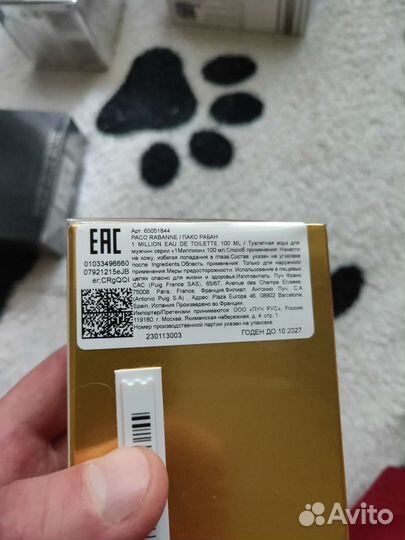 Арт. 65051844
PACO RABANNE / ПАКО РАБАН
1 MILLION EAU DE TOILETTE 100 ML / Туалетная вода для
мужчин серии «1Миллион» 100 мл.Способ применения: Нанести
на кожу, избегая попадания в глаза.Состав: указан на упаковке
после Ingredients.Область применения: Только для наружного
применения Меры предосторожности: Использование в пищевых
целях опасно для жизни и здоровья.Изготовитель: Пуч Франс
САС (Puig France SAS), 65/67, Avenue des Champs Elysees
75008, Paris, France, Франция.Филиал: Антонио Пуч, С.А
(Antonio Puig S.A) , Адрес: Plaza Europa 46, 08902 Barcelona
Spain, Испания Произведено во Франции.
Импортер/Претензии принимаются: ООО «ПУЧ РУС», Россия,
119180, г. Москва, Якиманская набережная, д. 4, стр. 1.
Номер производственной партии указан на упаковке
230113003 ГОДЕН ДО 10.2027
EAC
01033496660
07921215eJB
er,CRgQQl
Avito